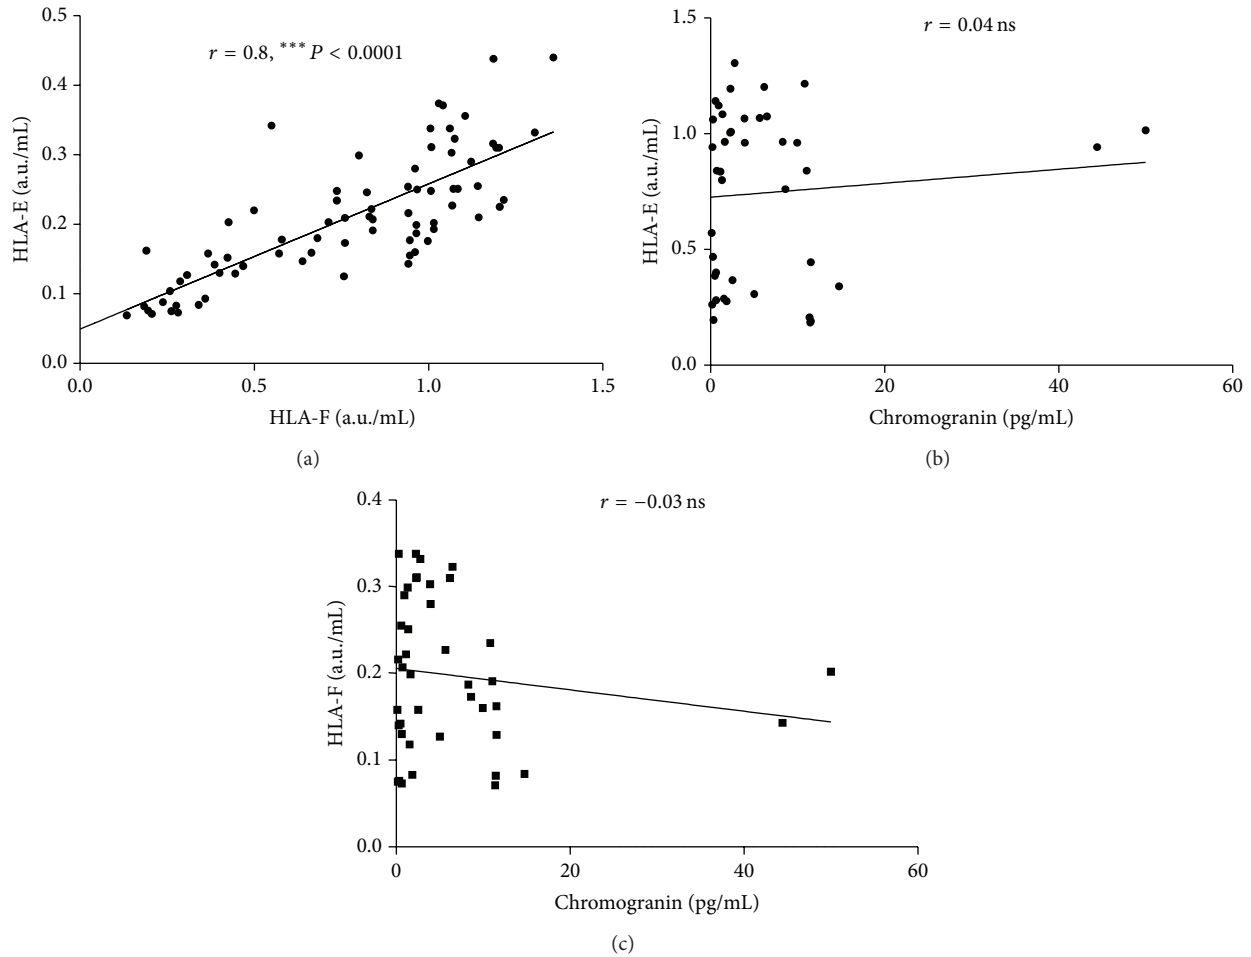 r = 0.8, *** P < 0.0001
HLA-E (a.u./mL)
0.5
0.4
0.3
0.2
0.1
0.0
0.0 0.5 1.0 1.5
HLA-F (a.u./mL)
(a)
r = 0.04 ns
HLA-E (a.u./mL)
1.5
1.0
0.5
0.0
0 20 40 60
Chromogranin (pg/mL)
(b)
r = −0.03 ns
HLA-F (a.u./mL)
0.4
0.3
0.2
0.1
0.0
0 20 40 60
Chromogranin (pg/mL)
(c)